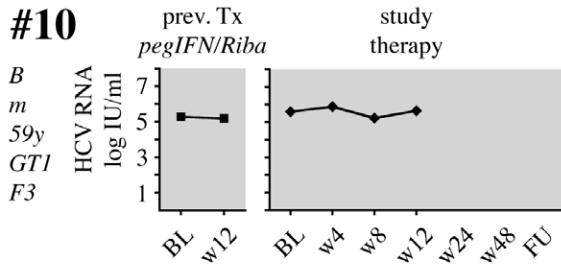 #10
prev. Tx
pegIFN/Riba
study
therapy
B
m
59y
GT1
F3
HCV RNA
log IU/ml
7
5
3
1
BL
w12
BL
w4
w8
w12
w24
w48
FU